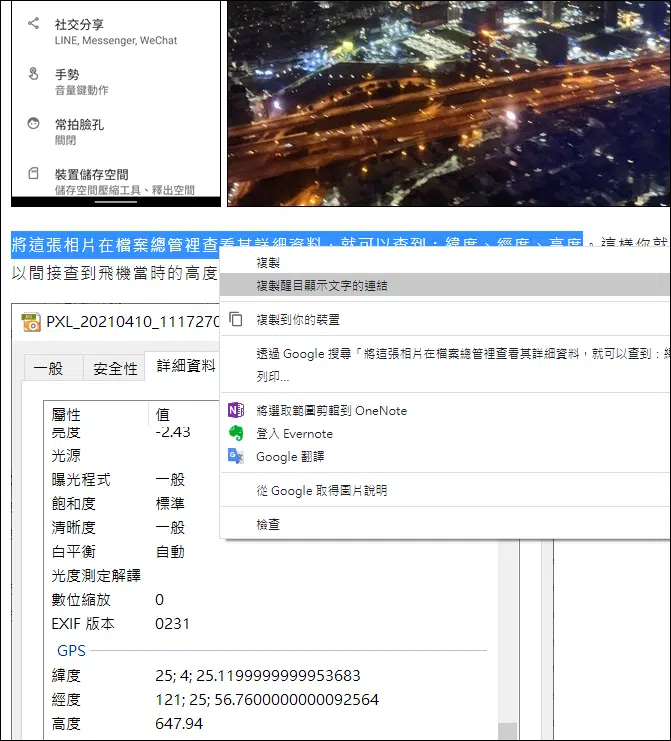 社交分享
LINE, Messenger, WeChat
手勢
音量鍵動作
常拍臉孔
關閉
裝置儲存空間
儲存空間壓縮工具、釋出空間
將這張相片在檔案總管裡查看其詳細資料，就可以查到：緯度、經度、高度。這樣你就
以間接查到飛機當時的高度
複製
複製醒目顯示文字的連結
複製到你的裝置
透過 Google 搜尋「將這張相片在檔案總管裡查看其詳細資料，就可以查到：緯
列印...
將選取範圍剪輯到 OneNote
登入 Evernote
Google 翻譯
從 Google 取得圖片說明
檢查
PXL_20210410_1117270
一般 安全性 詳細資料
屬性 值
亮度 -2.43
光源
曝光程式 一般
飽和度 標準
清晰度 一般
白平衡 自動
光度測定解譯
數位縮放 0
EXIF 版本 0231
GPS
緯度 25; 4; 25.1199999999953683
經度 121; 25; 56.7600000000092564
高度 647.94